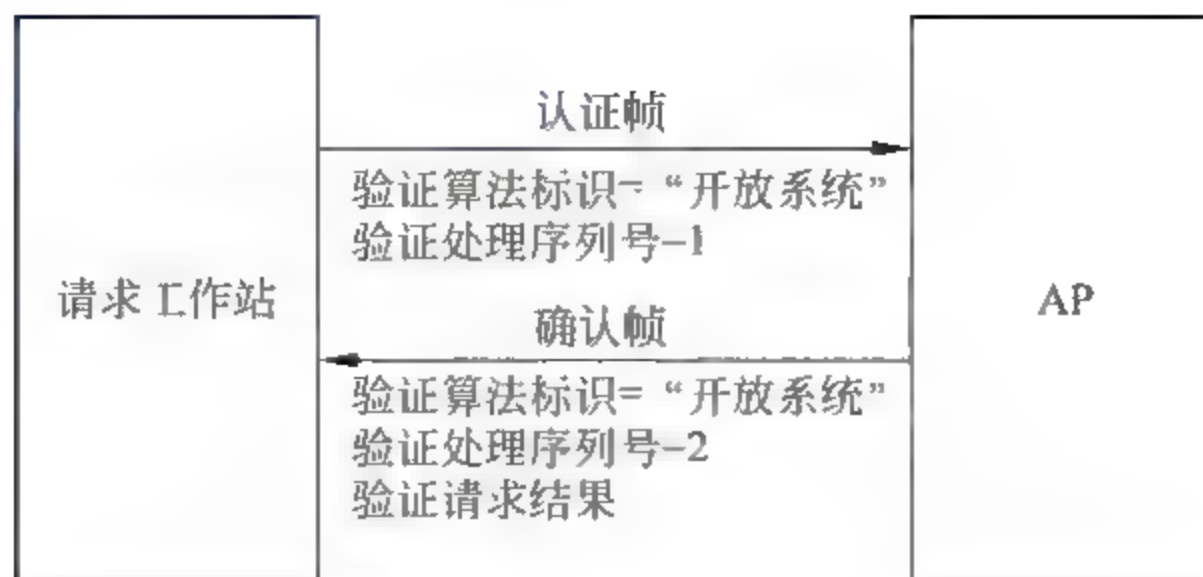 认证帧
验证算法标识=“开放系统”
验证处理序列号-1
请求工作站
AP
确认帧
验证算法标识=“开放系统”
验证处理序列号-2
验证请求结果